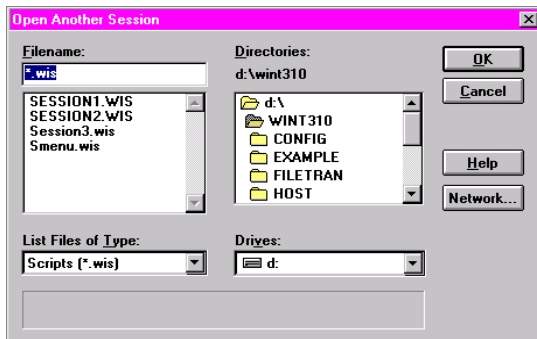 Open Another Session
Filename:
*.wis
SESSION1.WIS
SESSION2.WIS
Session3.wis
Smenu.wis
List Files of Type:
Scripts (*.wis)
Directories:
d:\wint310
d:\
WINT310
CONFIG
EXAMPLE
FILETRAN
HOST
Drives:
d:
OK
Cancel
Help
Network...